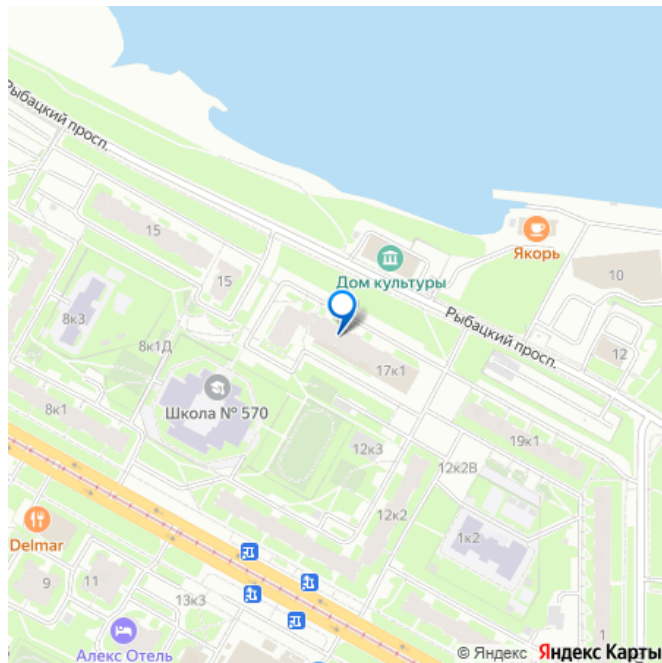 Рыбацкий просп.
15
15
Дом культуры
Якорь
10
Рыбацкий просп.
12
8к3
8к1Д
17к1
Школа № 570
8к1
19к1
12к3
12к2В
12к2
1к2
Delmar
9
11
13к3
1
Алекс Отель
© Яндекс Яндекс Карты